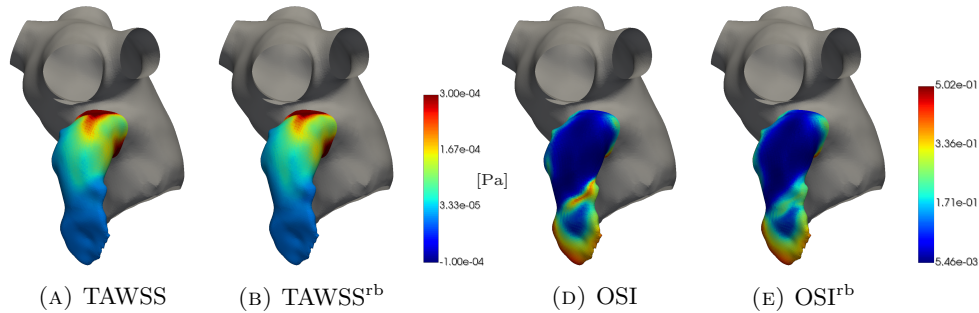 3.00e-04
1.67e-04
3.33e-05
-1.00e-04
[Pa]
5.02e-01
3.36e-01
1.71e-01
5.46e-03
(A) TAWSS
(B) TAWSS^rb
(D) OSI
(E) OSI^rb